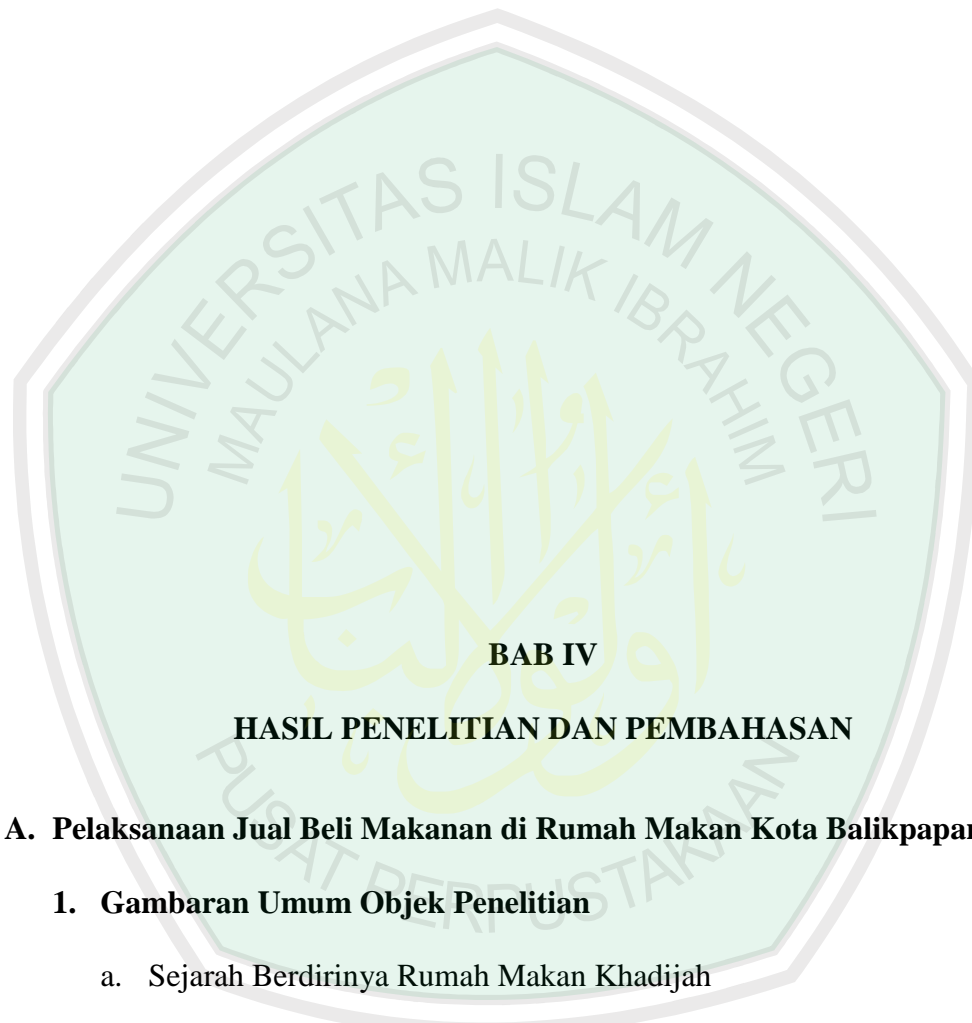 UNIVERSITAS ISLAM NEGERI
MAULANA MALIK IBRAHIM
BAB IV
HASIL PENELITIAN DAN PEMBAHASAN
A. Pelaksanaan Jual Beli Makanan di Rumah Makan Kota Balikpapan
1. Gambaran Umum Objek Penelitian
a. Sejarah Berdirinya Rumah Makan Khadijah
PUSAT PERPUSTAKAAN